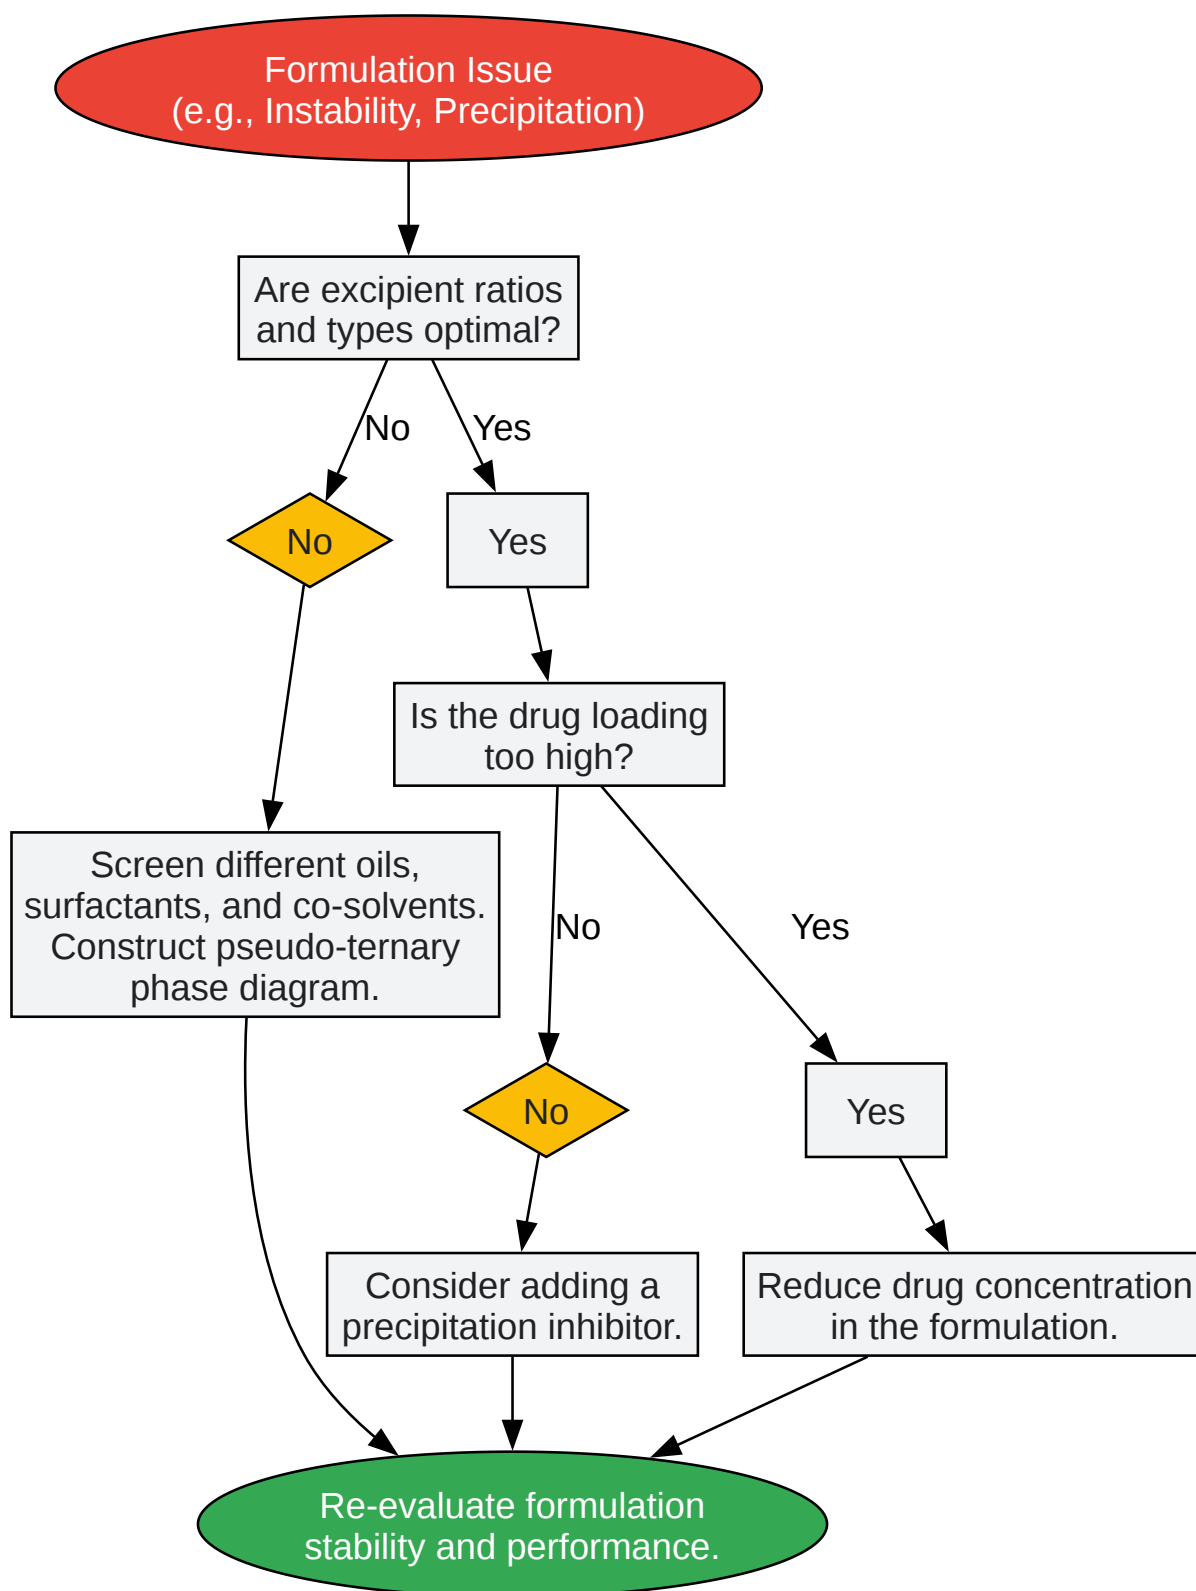 Formulation Issue
(e.g., Instability, Precipitation)
Are excipient ratios
and types optimal?
No
Yes
No
Yes
Is the drug loading
too high?
Screen different oils,
surfactants, and co-solvents.
Construct pseudo-ternary
phase diagram.
No
Yes
No
Yes
Consider adding a
precipitation inhibitor.
Reduce drug concentration
in the formulation.
Re-evaluate formulation
stability and performance.